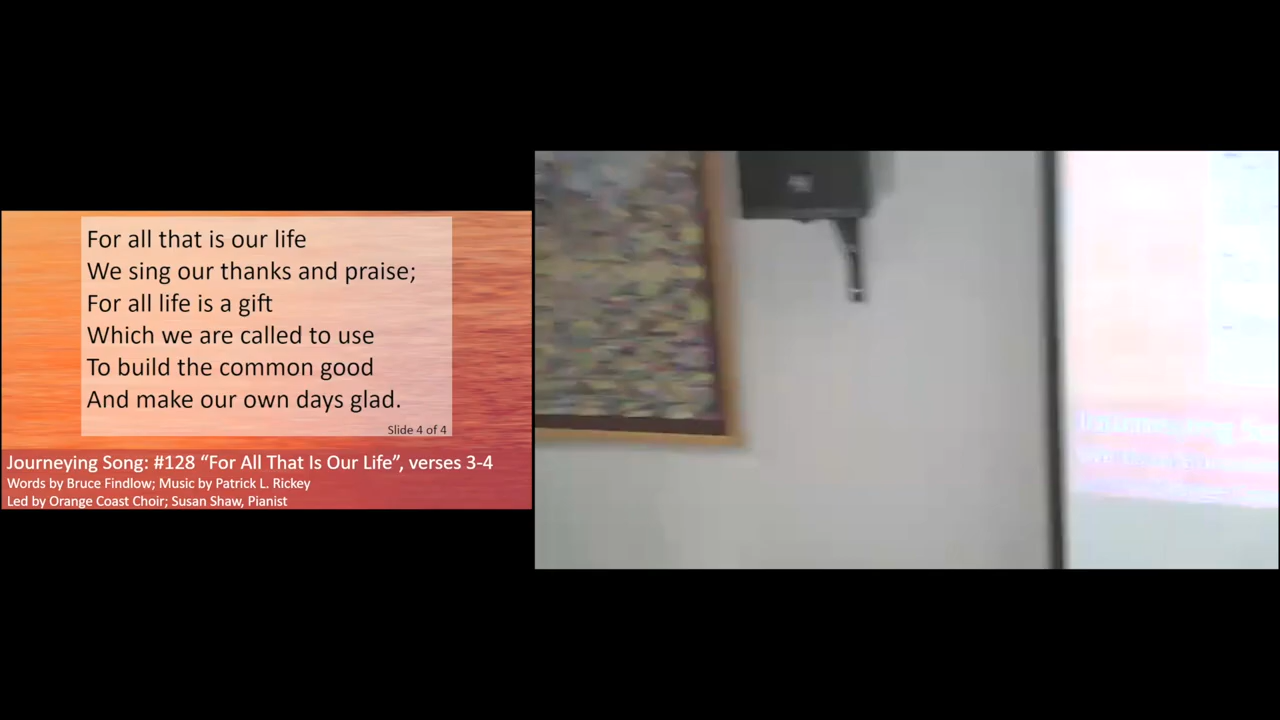 For all that is our life
We sing our thanks and praise;
For all life is a gift
Which we are called to use
To build the common good
And make our own days glad.
Slide 4 of 4
Journeying Song: #128 “For All That Is Our Life”, verses 3-4
Words by Bruce Findlow; Music by Patrick L. Rickey
Led by Orange Coast Choir; Susan Shaw, Pianist